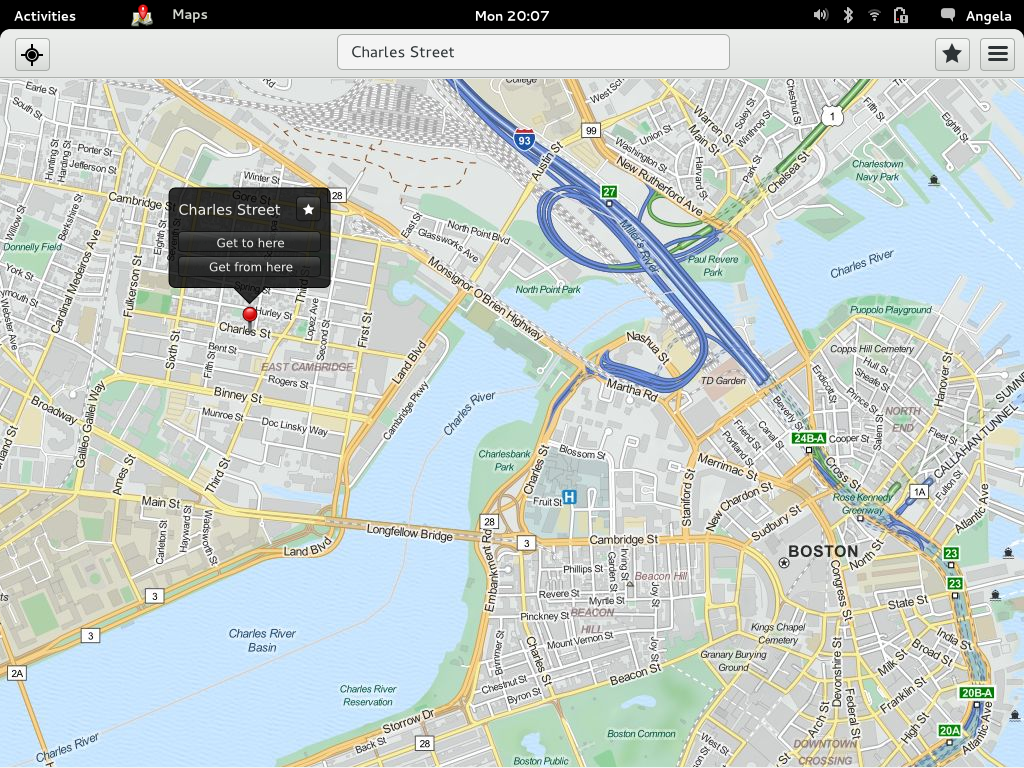 Activities
Maps
Mon 20:07
Angela
Charles Street
College
Earle St
South St
Hunting St
Harding St
Porter St
Jefferson St
Winter St
Gore St
28
99
93
Austin St
Union St
Washington St
West Sch
Warren St
Main St
Soley St
Winthrop St
Chestnut St
Harvard St
Park St
1
Fifth St
Eighth St
Chelsea St
Charlestown
Navy Park
New Rutherford Ave
27
Miller's River
Paul Revere
Park
Charles River
Cambridge St
Willow St
Berkshire St
Eighth St
Donnelly Field
York St
Plymouth St
Webster Ave
Cardinal Medeiros Ave
Fulkerson St
Charles Street
Get to here
Get from here
East St
Glassworks Ave
North Point Blvd
Monsignor O'Brien Highway
North Point Park
Hurley St
Charles St
Lopez Ave
Second St
First St
Sixth St
Fifth St
Bent St
EAST CAMBRIDGE
Rogers St
Binney St
Munroe St
Doc Linsky Way
Land Blvd
Cambridge Pkwy
Charles River
Nashua St
Martha Rd
TD Garden
Puopolo Playground
Copps Hill Cemetery
Hull St
Sheafe St
Prince St
Salem St
Endicott St
Hanover St
NORTH
END
Fleet St
SUMNER
CALLAHAN TUNNEL
Fulton St
Atlantic Ave
Beverly St
Canal St
Friend St
Portland St
24B-A
Cooper St
Cross St
1A
Rose Kennedy
Greenway
Broadway
Galileo Galilei Way
Ames St
Third St
Main St
Carleton St
Hayward St
Wadsworth St
Land Blvd
Longfellow Bridge
Charlesbank
Park
Charles St
Blossom St
Fruit St
H
Staniford St
Merrimac St
New Chardon St
Sudbury St
28
3
Cambridge St
BOSTON
North St
Congress St
23
23
State St
Embankment Rd
Phillips St
Irving St
Garden St
Beacon Hill
Revere St
Myrtle St
Joy St
Pinckney St
BEACON
HILL
Mount Vernon St
Joy St
Kings Chapel
Cemetery
Granary Burying
Ground
India St
Broad St
Milk St
Franklin St
High St
Devonshire St
Federal St
Arch St
3
3
2A
Charles River
Basin
Charles River
Reservation
Charles River
Brimmer St
Charles St
Chestnut St
Byron St
Beacon St
Storrow Dr
Back St
28
Boston Common
Boston Public
West St
DOWNTOWN
CROSSING
20B-A
20A
Atlantic Ave